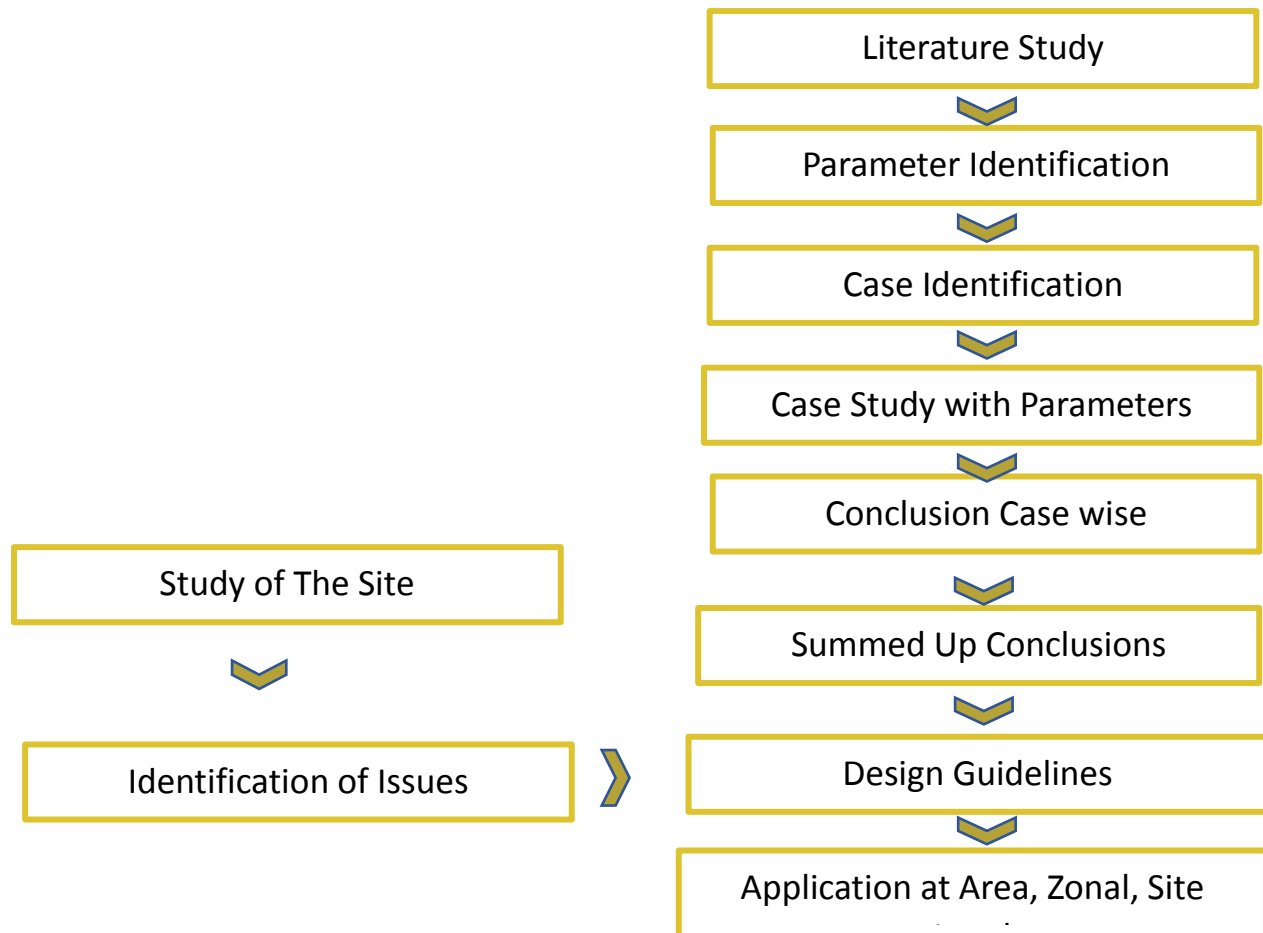 Literature Study
Parameter Identification
Case Identification
Case Study with Parameters
Conclusion Case wise
Study of The Site
Summed Up Conclusions
Identification of Issues
Design Guidelines
Application at Area, Zonal, Site